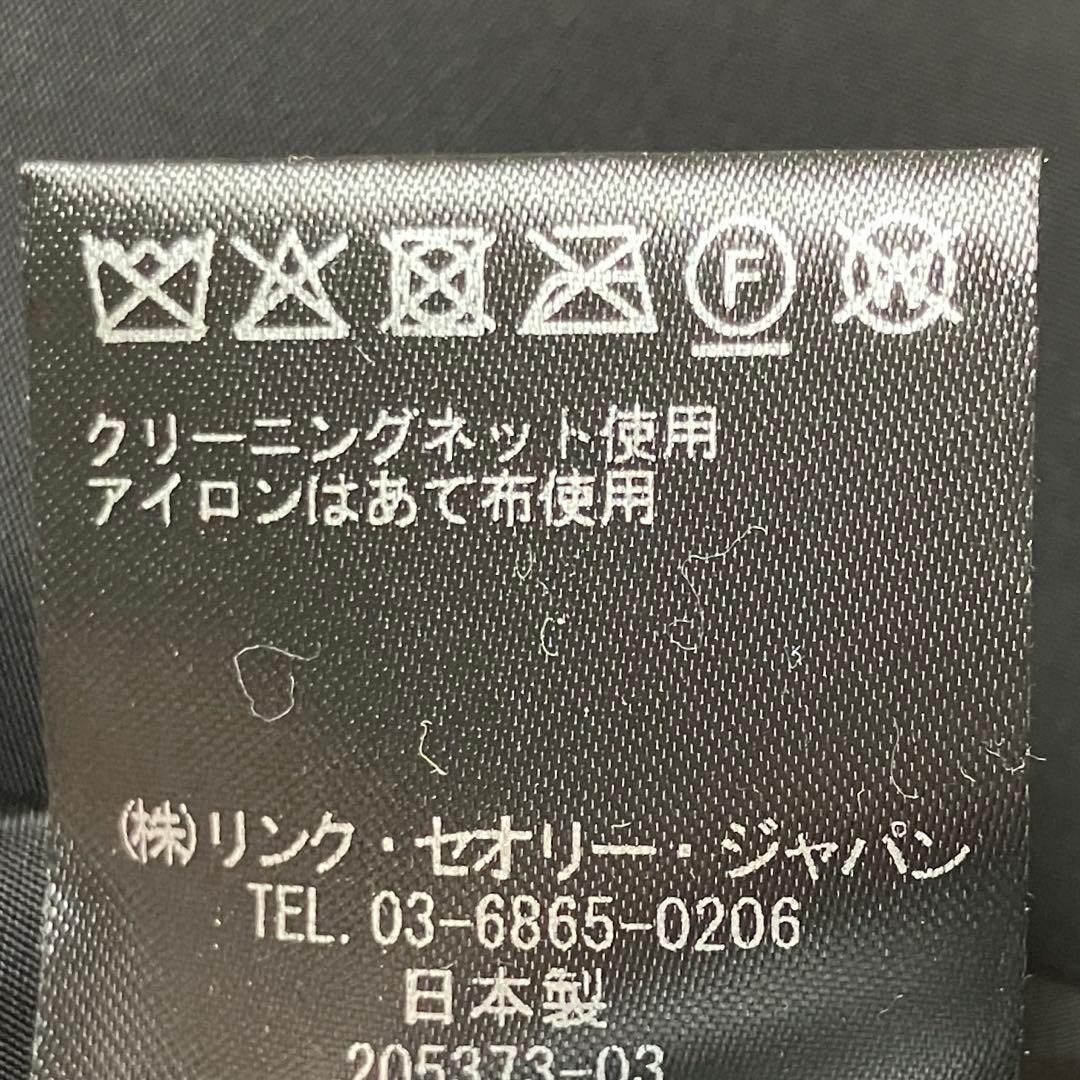 F W
クリーニングネット使用
アイロンはあて布使用
(株)リンク・セオリー・ジャパン
TEL. 03-6865-0206
日本製
205373-03